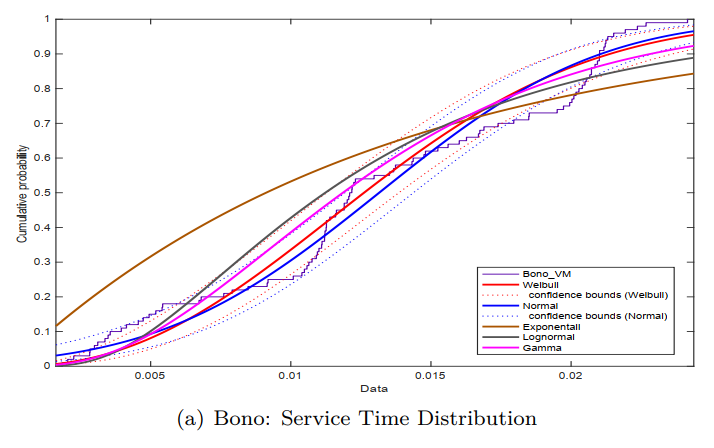 1
0.9
0.8
0.7
0.6
0.5
0.4
0.3
0.2
0.1
0
Cumulative probability
0.005
0.01
0.015
0.02
Data
Bono_VM
Weibull
confidence bounds (Weibull)
Normal
confidence bounds (Normal)
Exponentail
Lognormal
Gamma
(a) Bono: Service Time Distribution